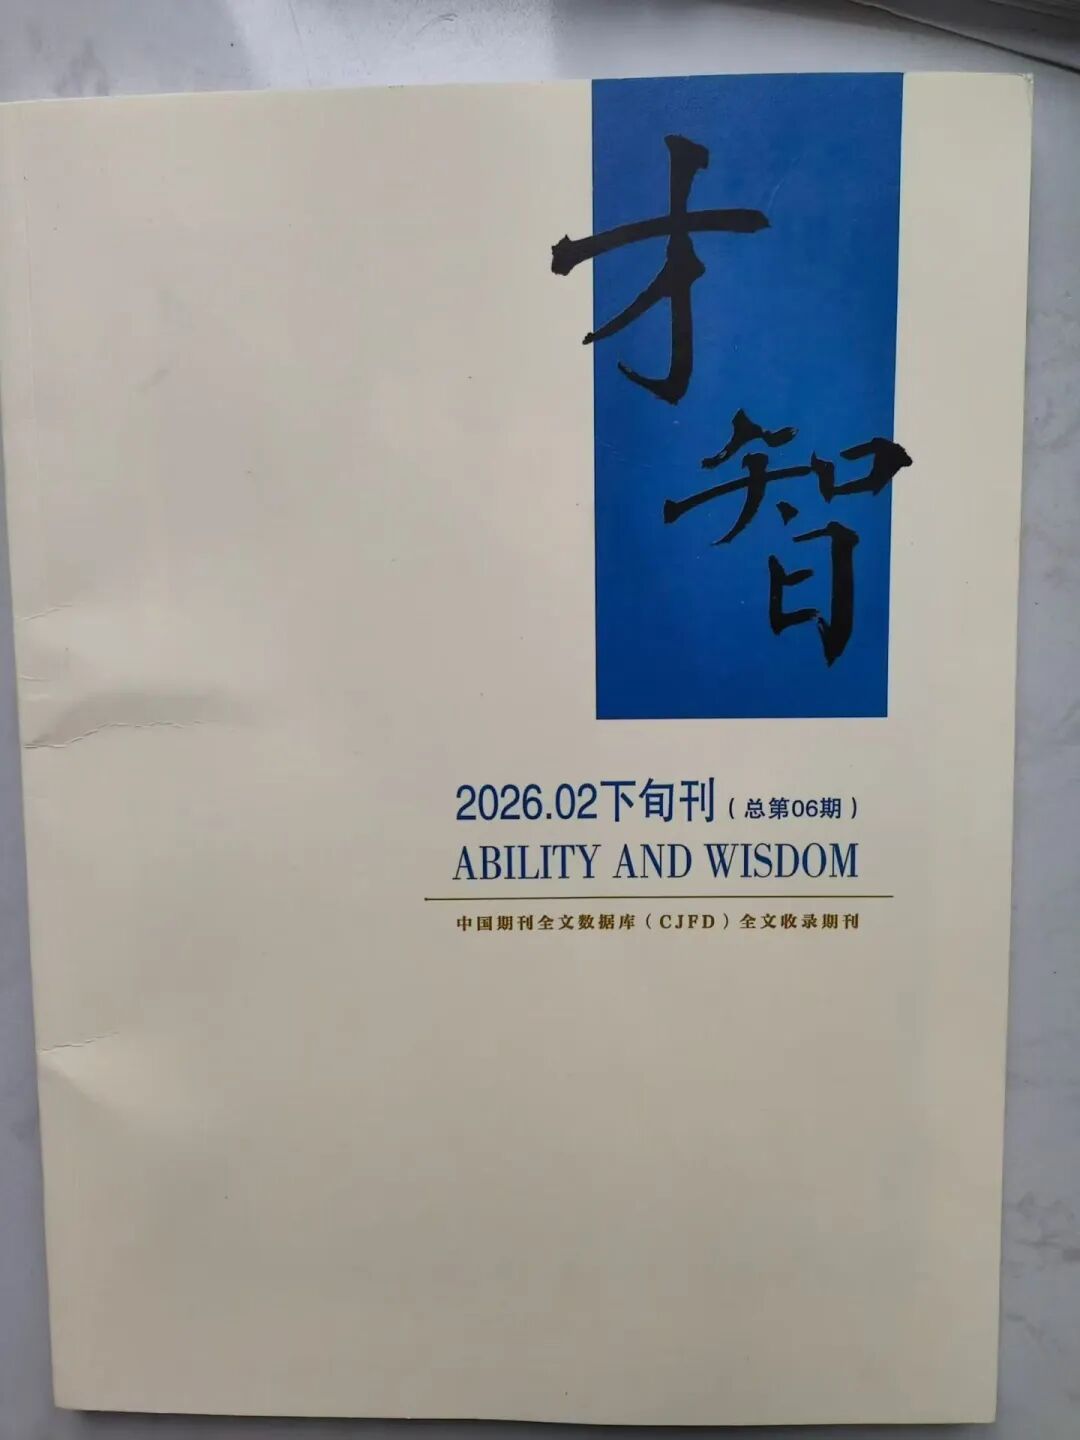 才智
2026.02下旬刊（总第06期）
ABILITY AND WISDOM
中国期刊全文数据库（CJFD）全文收录期刊